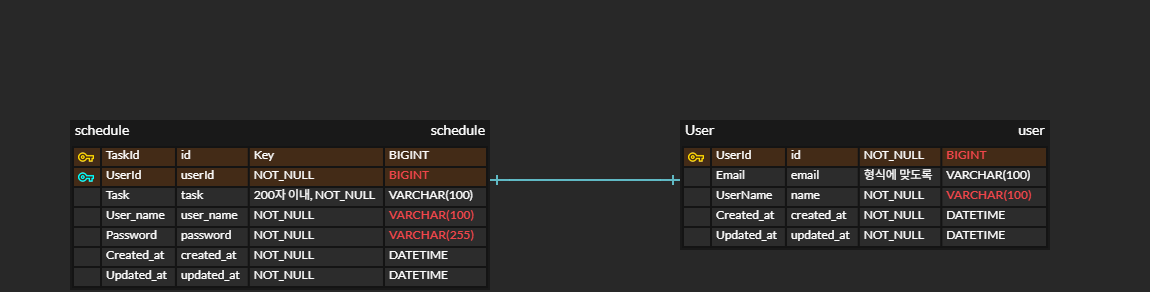 schedule schedule
TaskId id Key BIGINT
UserId userId NOT_NULL BIGINT
Task task 200자 이내, NOT_NULL VARCHAR(100)
User_name user_name NOT_NULL VARCHAR(100)
Password password NOT_NULL VARCHAR(255)
Created_at created_at NOT_NULL DATETIME
Updated_at updated_at NOT_NULL DATETIME
User user
UserId id NOT_NULL BIGINT
Email email 형식에 맞도록 VARCHAR(100)
UserName name NOT_NULL VARCHAR(100)
Created_at created_at NOT_NULL DATETIME
Updated_at updated_at NOT_NULL DATETIME